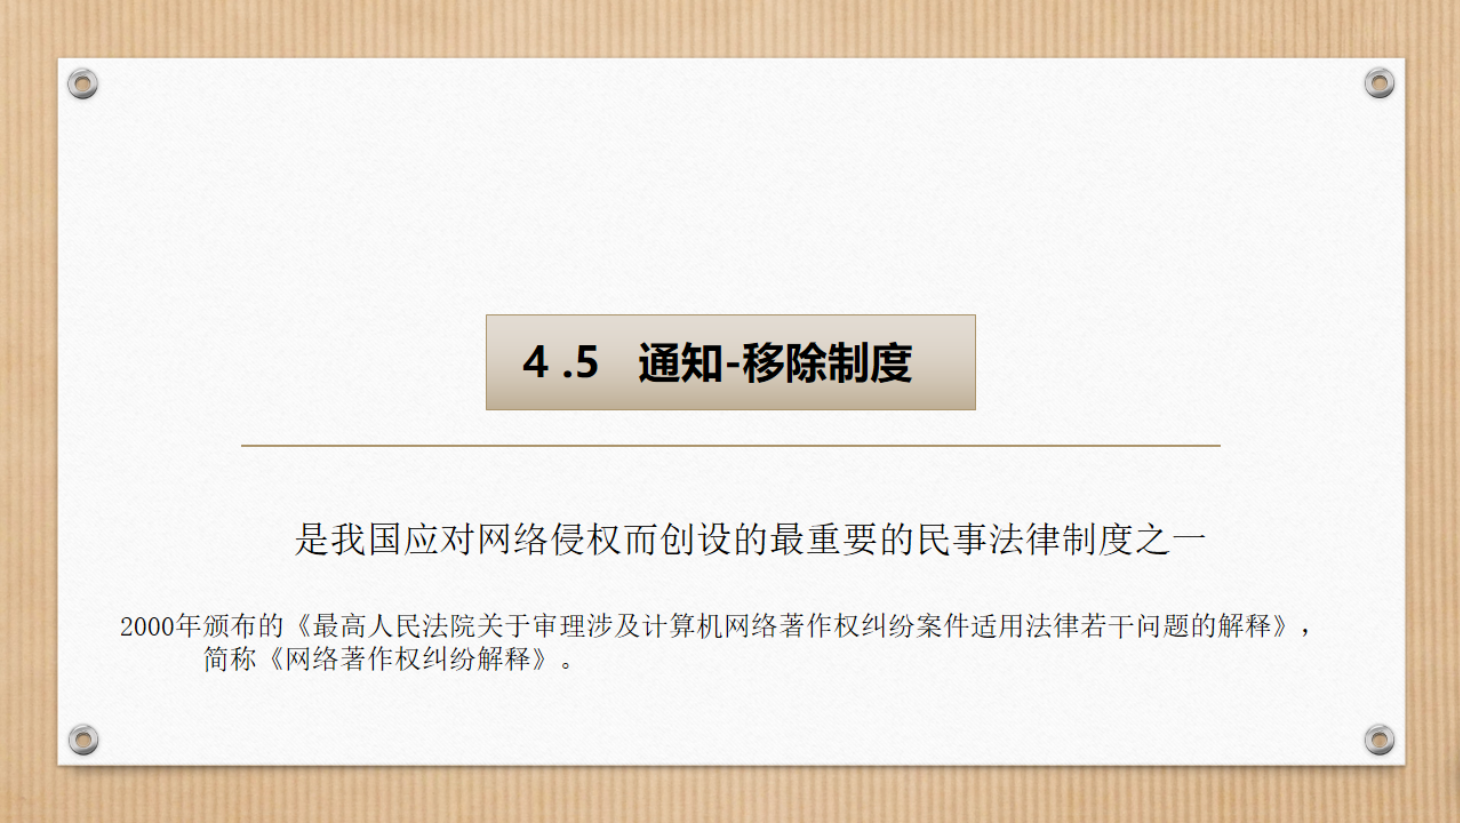 4 .5 通知-移除制度
是我国应对网络侵权而创设的最重要的民事法律制度之一
2000年颁布的《最高人民法院关于审理涉及计算机网络著作权纠纷案件适用法律若干问题的解释》，
简称《网络著作权纠纷解释》。